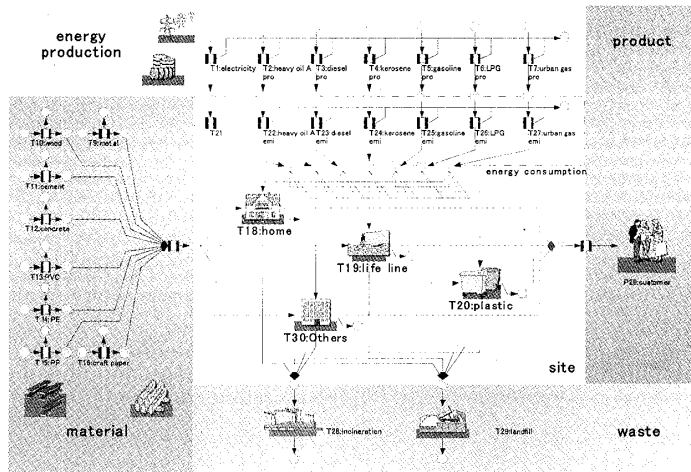 energy
production
product
T1:electricity
pro
T2:heavy oil A
pro
T3:diesel
pro
T4:kerosene
pro
T5:gasoline
pro
T6:LPG
pro
T7:urban gas
pro
T21
T22:heavy oil A
emi
T23:diesel
emi
T24:kerosene
emi
T25:gasoline
emi
T26:LPG
emi
T27:urban gas
emi
energy consumption
T10:wood
T9:metal
T11:cement
T12:concrete
T13:PVC
T14:PE
T15:PP
T16:craft paper
T18:home
T19:life line
T20:plastic
T30:Others
P29:customer
site
material
T28:incineration
T29:landfill
waste